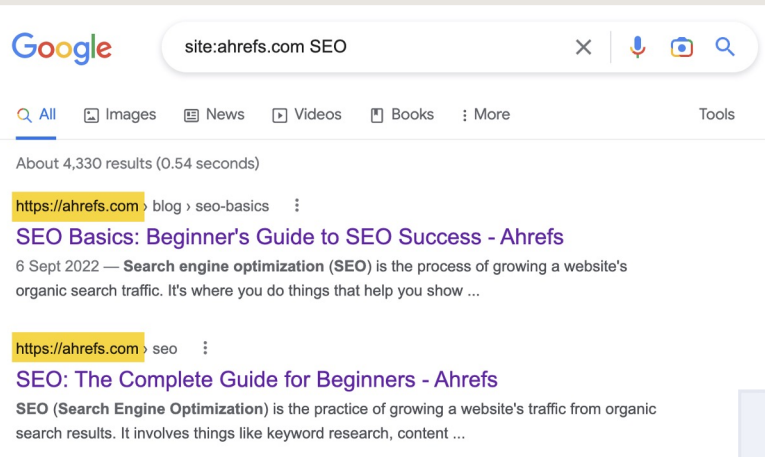 Google
site:ahrefs.com SEO
All Images News Videos Books More Tools
About 4,330 results (0.54 seconds)
https://ahrefs.com › blog › seo-basics
SEO Basics: Beginner's Guide to SEO Success - Ahrefs
6 Sept 2022 — Search engine optimization (SEO) is the process of growing a website's
organic search traffic. It's where you do things that help you show ...
https://ahrefs.com › seo
SEO: The Complete Guide for Beginners - Ahrefs
SEO (Search Engine Optimization) is the practice of growing a website's traffic from organic
search results. It involves things like keyword research, content ...